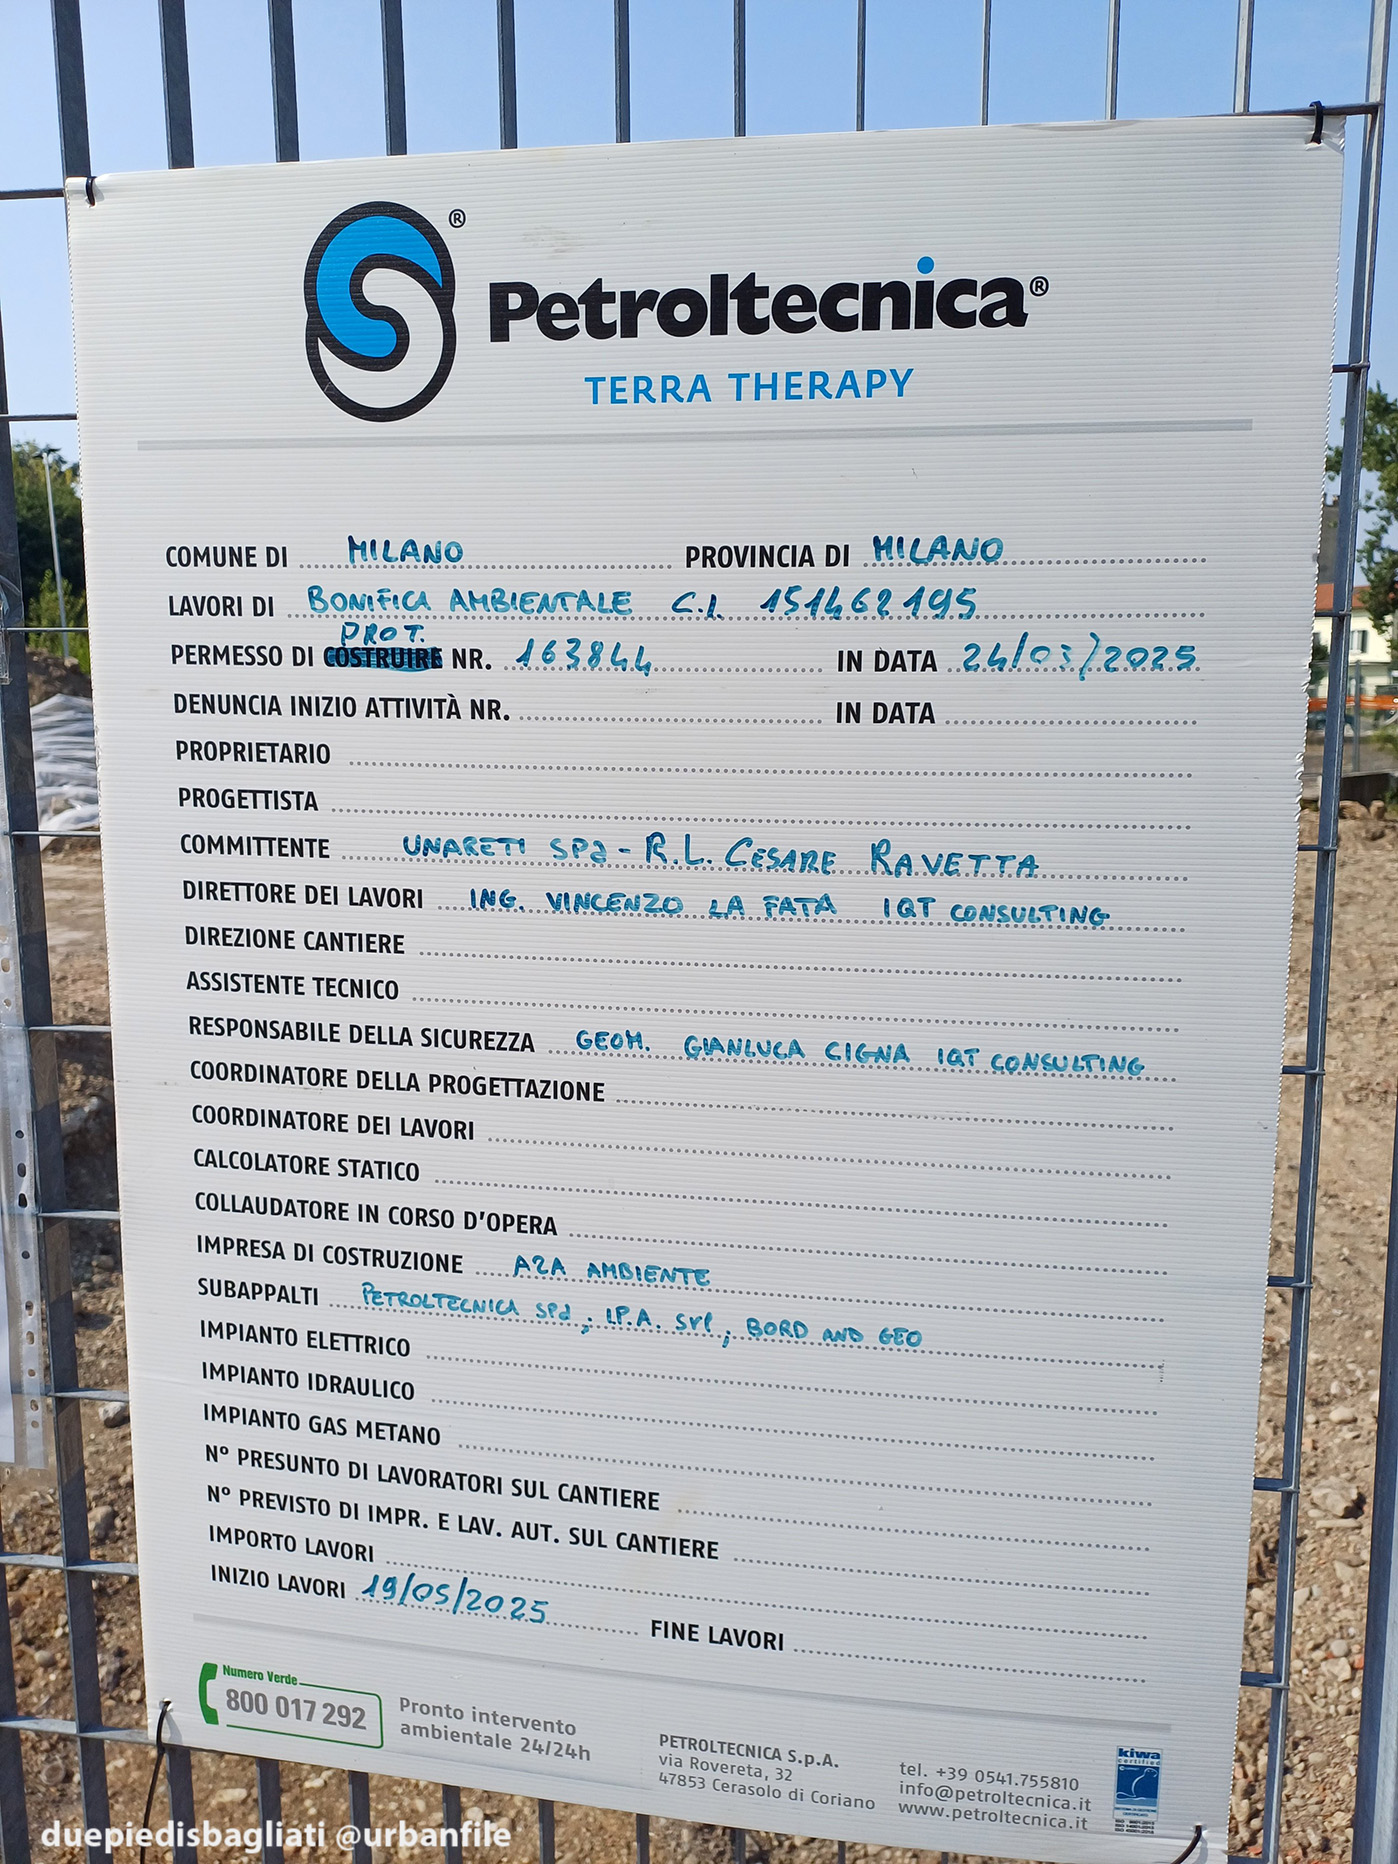 ®
Petroltecnica®
TERRA THERAPY
COMUNE DI MILANO PROVINCIA DI MILANO
LAVORI DI BONIFICA AMBIENTALE C.I. 151462195
PROT.
PERMESSO DI COSTRUIRE NR. 163844 IN DATA 24/03/2025
DENUNCIA INIZIO ATTIVITÀ NR. IN DATA
PROPRIETARIO
PROGETTISTA
COMMITTENTE UNARETI SPA - R.L. CESARE RAVETTA
DIRETTORE DEI LAVORI ING. VINCENZO LA FATA IQT CONSULTING
DIREZIONE CANTIERE
ASSISTENTE TECNICO
RESPONSABILE DELLA SICUREZZA GEOM. GIANLUCA CIGNA IQT CONSULTING
COORDINATORE DELLA PROGETTAZIONE
COORDINATORE DEI LAVORI
CALCOLATORE STATICO
COLLAUDATORE IN CORSO D'OPERA
IMPRESA DI COSTRUZIONE A2A AMBIENTE
SUBAPPALTI PETROLTECNICA SPA; I.P.A. Srl; BORD AND GEO
IMPIANTO ELETTRICO
IMPIANTO IDRAULICO
IMPIANTO GAS METANO
N° PRESUNTO DI LAVORATORI SUL CANTIERE
N° PREVISTO DI IMPR. E LAV. AUT. SUL CANTIERE
IMPORTO LAVORI
INIZIO LAVORI 19/05/2025 FINE LAVORI
Numero Verde
800 017 292
Pronto intervento
ambientale 24/24h
PETROLTECNICA S.p.A.
via Rovereta, 32
47853 Cerasolo di Coriano
tel. +39 0541.755810
info@petroltecnica.it
www.petroltecnica.it
kiwa
certified
duepiedisbagliati @urbanfile